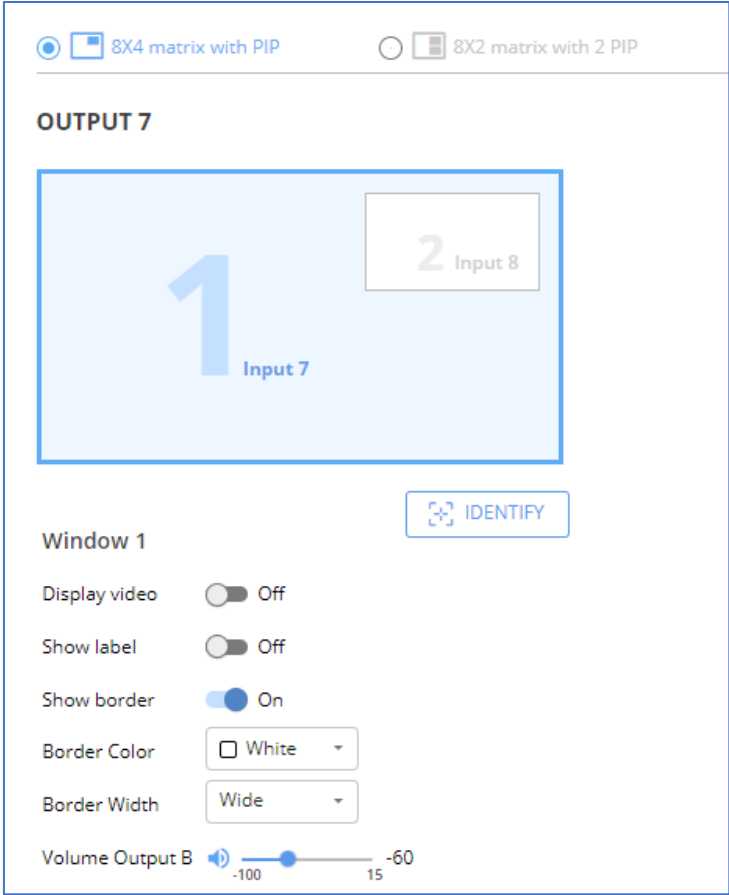 8X4 matrix with PIP 8X2 matrix with 2 PIP
OUTPUT 7
1 Input 7
2 Input 8
IDENTIFY
Window 1
Display video Off
Show label Off
Show border On
Border Color White
Border Width Wide
Volume Output B -60
-100 15